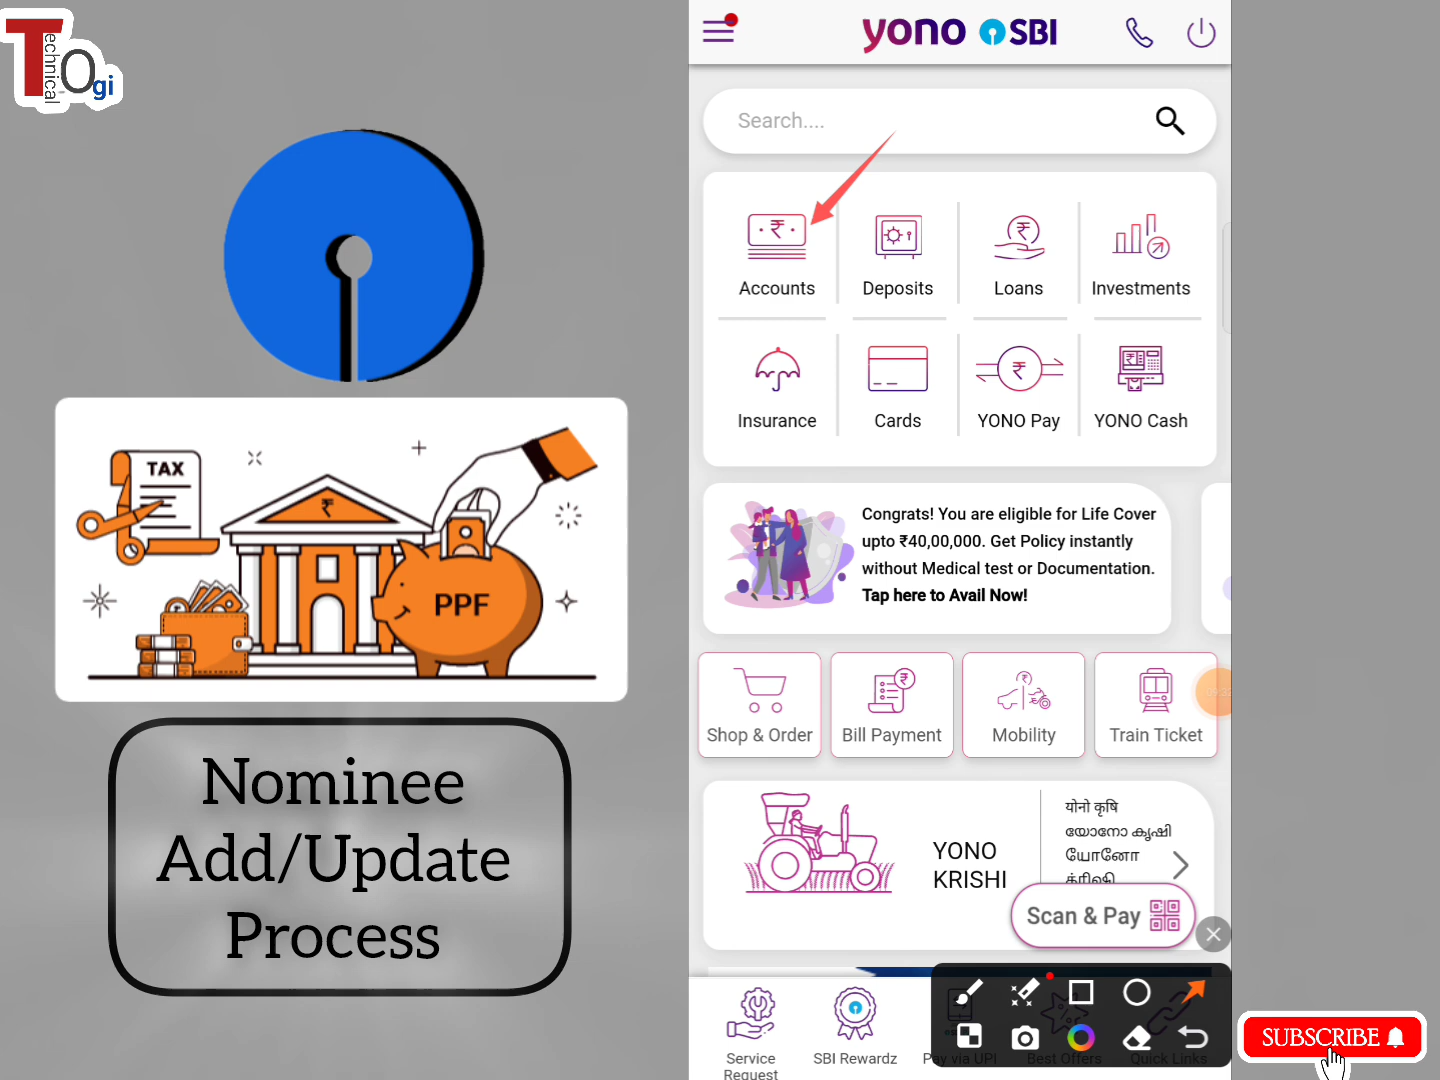 Technical
Ogi
yono SBI
Search....
Accounts
Deposits
Loans
Investments
Insurance
Cards
YONO Pay
YONO Cash
TAX
PPF
Congrats! You are eligible for Life Cover
upto ₹40,00,000. Get Policy instantly
without Medical test or Documentation.
Tap here to Avail Now!
Shop & Order
Bill Payment
Mobility
Train Ticket
Nominee
Add/Update
Process
YONO
KRISHI
योनो कृषि
യോനോ കൃഷി
யோனோ
க்ரிஷி
Scan & Pay
Service
Request
SBI Rewardz
Pay via UPI
Best Offers
Quick Links
SUBSCRIBE